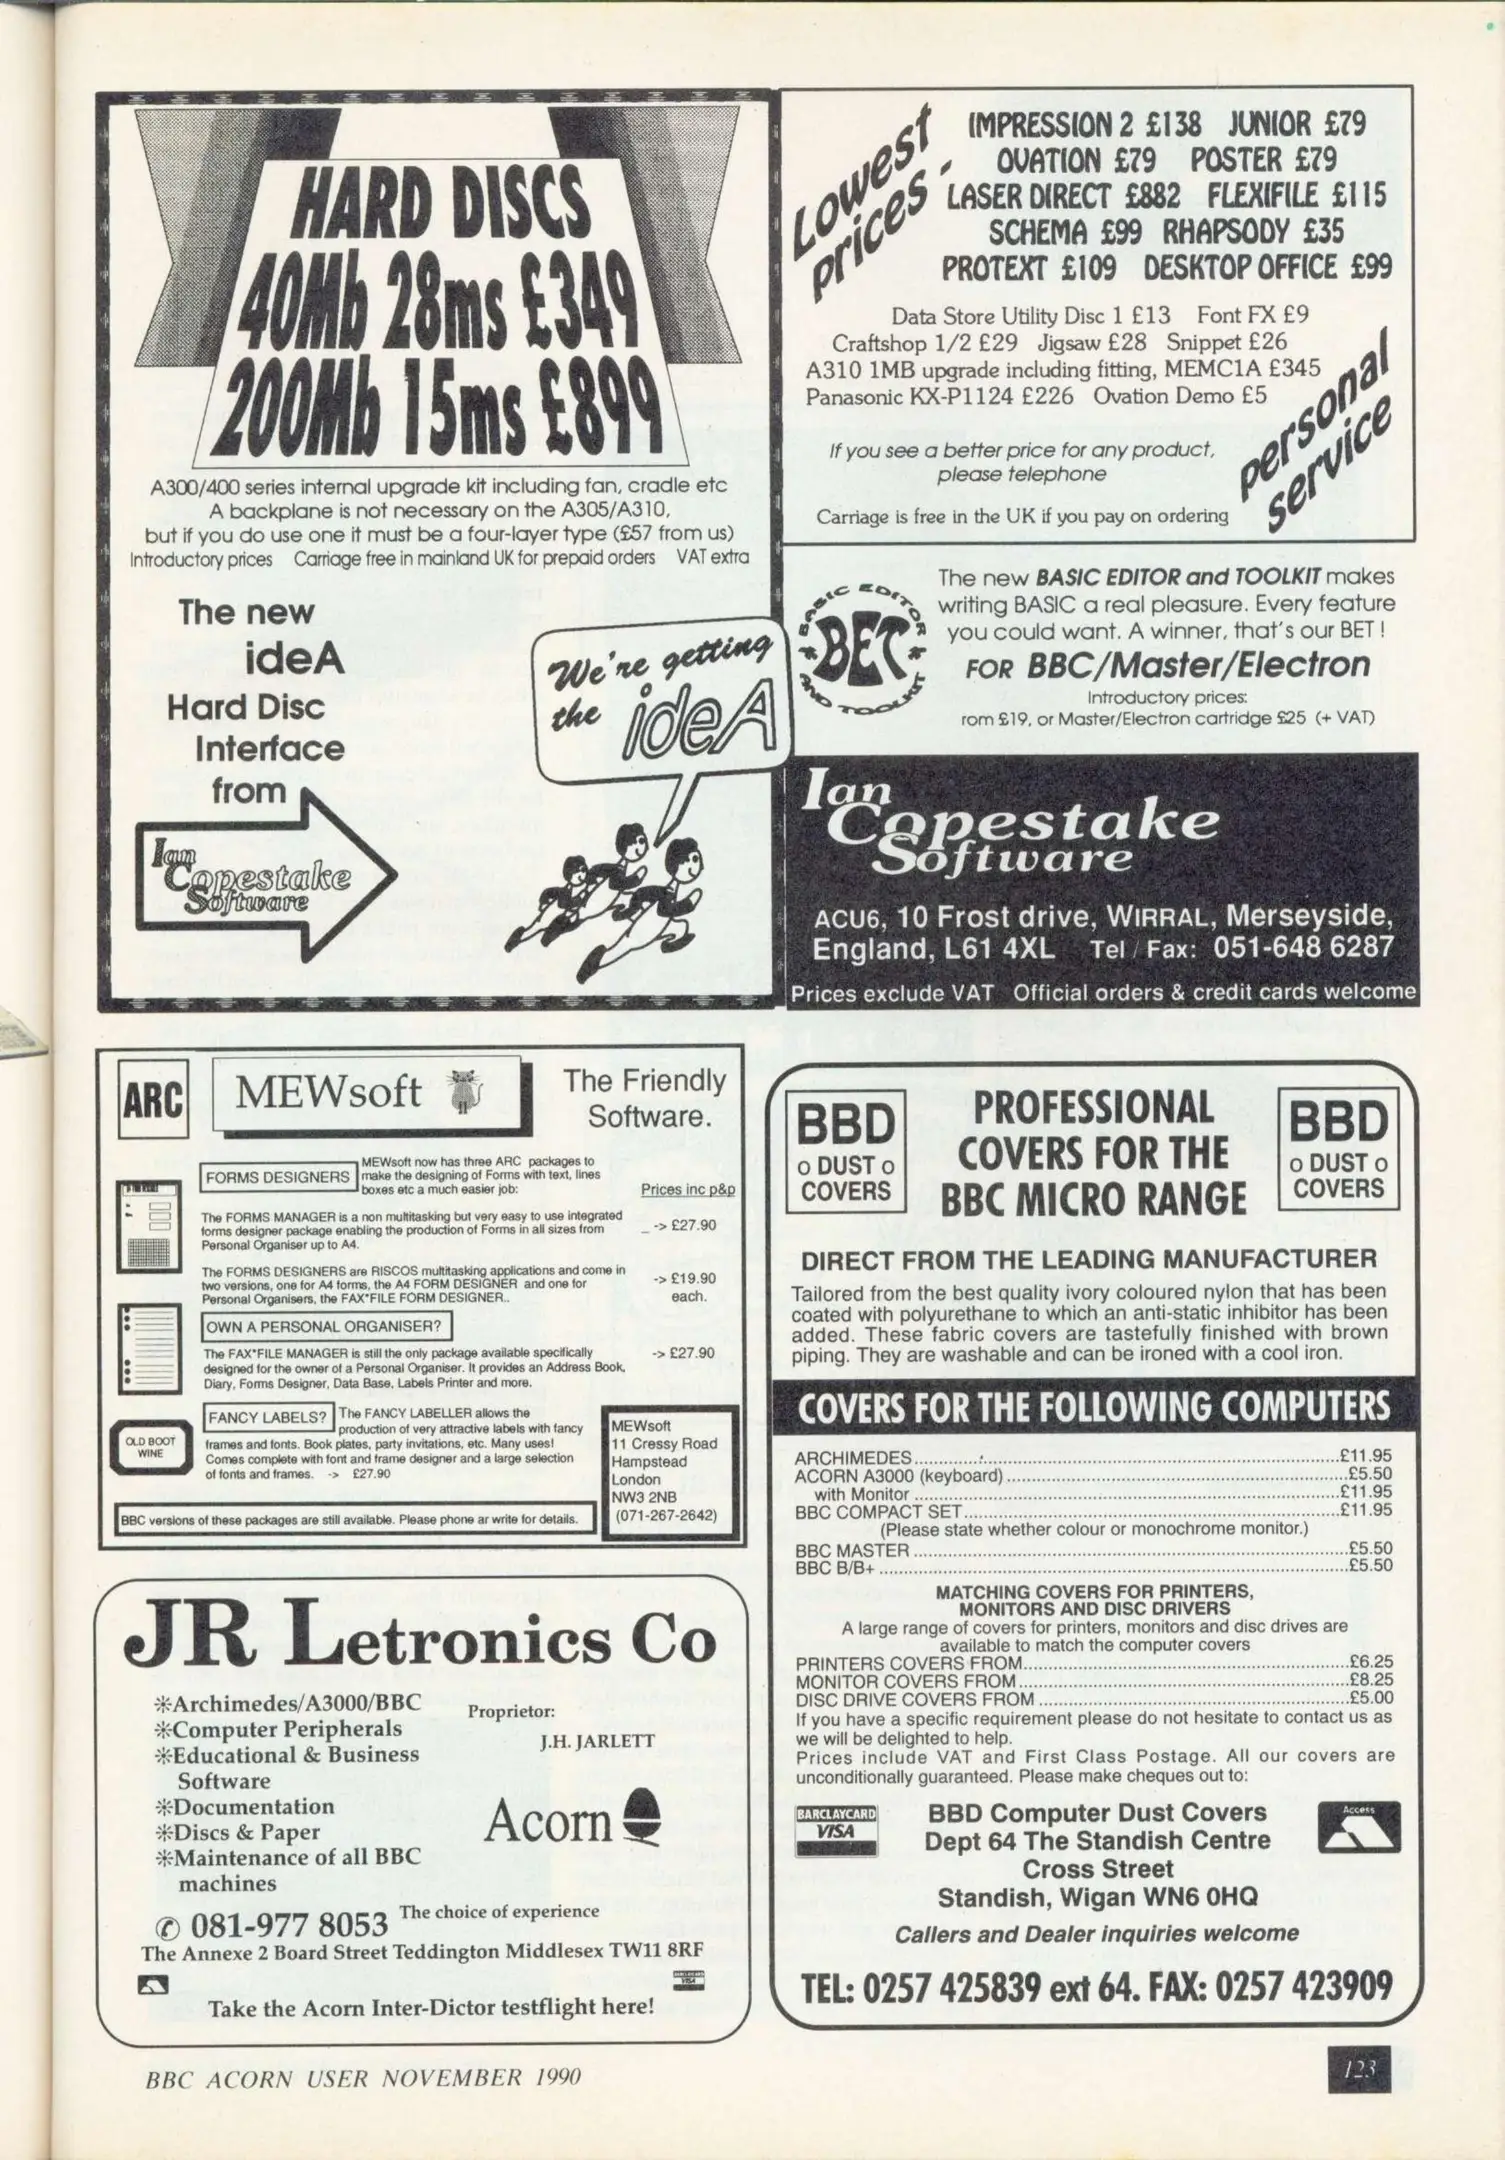 HARD DISCS
40Mb 28ms £349
200Mb 15ms £899
A300/400 series internal upgrade kit including fan, cradle etc
A backplane is not necessary on the A305/A310,
but if you do use one it must be a four-layer type (£57 from us)
Introductory prices Carriage free in mainland UK for prepaid orders VAT extra
The new
ideA
Hard Disc
Interface
from
Ian
Copestake
Software
We're getting
the ideA
Lowest
prices -
IMPRESSION 2 £138 JUNIOR £79
OVATION £79 POSTER £79
LASER DIRECT £882 FLEXIFILE £115
SCHEMA £99 RHAPSODY £35
PROTEXT £109 DESKTOP OFFICE £99
Data Store Utility Disc 1 £13 Font FX £9
Craftshop 1/2 £29 Jigsaw £28 Snippet £26
A310 1MB upgrade including fitting, MEMC1A £345
Panasonic KX-P1124 £226 Ovation Demo £5
If you see a better price for any product,
please telephone
personal
service
Carriage is free in the UK if you pay on ordering
BASIC EDITOR
BET
AND TOOLKIT
The new BASIC EDITOR and TOOLKIT makes
writing BASIC a real pleasure. Every feature
you could want. A winner, that's our BET !
FOR BBC/Master/Electron
Introductory prices:
rom £19, or Master/Electron cartridge £25 (+ VAT)
Ian
Copestake
Software
ACU6, 10 Frost drive, WIRRAL, Merseyside,
England, L61 4XL Tel / Fax: 051-648 6287
Prices exclude VAT Official orders & credit cards welcome
ARC
MEWsoft
The Friendly
Software.
FORMS DESIGNERS
MEWsoft now has three ARC packages to
make the designing of Forms with text, lines
boxes etc a much easier job:
Prices inc p&p
The FORMS MANAGER is a non multitasking but very easy to use integrated
forms designer package enabling the production of Forms in all sizes from
Personal Organiser up to A4.
_ -> £27.90
The FORMS DESIGNERS are RISCOS multitasking applications and come in
two versions, one for A4 forms, the A4 FORM DESIGNER and one for
Personal Organisers, the FAX*FILE FORM DESIGNER..
-> £19.90
each.
OWN A PERSONAL ORGANISER?
The FAX*FILE MANAGER is still the only package available specifically
designed for the owner of a Personal Organiser. It provides an Address Book,
Diary, Forms Designer, Data Base, Labels Printer and more.
-> £27.90
OLD BOOT
WINE
FANCY LABELS?
The FANCY LABELLER allows the
production of very attractive labels with fancy
frames and fonts. Book plates, party invitations, etc. Many uses!
Comes complete with font and frame designer and a large selection
of fonts and frames. -> £27.90
MEWsoft
11 Cressy Road
Hampstead
London
NW3 2NB
(071-267-2642)
BBC versions of these packages are still available. Please phone ar write for details.
JR Letronics Co
✻Archimedes/A3000/BBC
✻Computer Peripherals
✻Educational & Business
Software
✻Documentation
✻Discs & Paper
✻Maintenance of all BBC
machines
Proprietor:
J.H. JARLETT
Acorn
✆ 081-977 8053 The choice of experience
The Annexe 2 Board Street Teddington Middlesex TW11 8RF
Take the Acorn Inter-Dictor testflight here!
BBD
o DUST o
COVERS
PROFESSIONAL
COVERS FOR THE
BBC MICRO RANGE
BBD
o DUST o
COVERS
DIRECT FROM THE LEADING MANUFACTURER
Tailored from the best quality ivory coloured nylon that has been
coated with polyurethane to which an anti-static inhibitor has been
added. These fabric covers are tastefully finished with brown
piping. They are washable and can be ironed with a cool iron.
COVERS FOR THE FOLLOWING COMPUTERS
ARCHIMEDES...£11.95
ACORN A3000 (keyboard)...£5.50
with Monitor...£11.95
BBC COMPACT SET...£11.95
(Please state whether colour or monochrome monitor.)
BBC MASTER...£5.50
BBC B/B+...£5.50
MATCHING COVERS FOR PRINTERS,
MONITORS AND DISC DRIVERS
A large range of covers for printers, monitors and disc drives are
available to match the computer covers
PRINTERS COVERS FROM...£6.25
MONITOR COVERS FROM...£8.25
DISC DRIVE COVERS FROM...£5.00
If you have a specific requirement please do not hesitate to contact us as
we will be delighted to help.
Prices include VAT and First Class Postage. All our covers are
unconditionally guaranteed. Please make cheques out to:
BARCLAYCARD
VISA
BBD Computer Dust Covers
Dept 64 The Standish Centre
Cross Street
Standish, Wigan WN6 0HQ
Access
Callers and Dealer inquiries welcome
TEL: 0257 425839 ext 64. FAX: 0257 423909
BBC ACORN USER NOVEMBER 1990
123